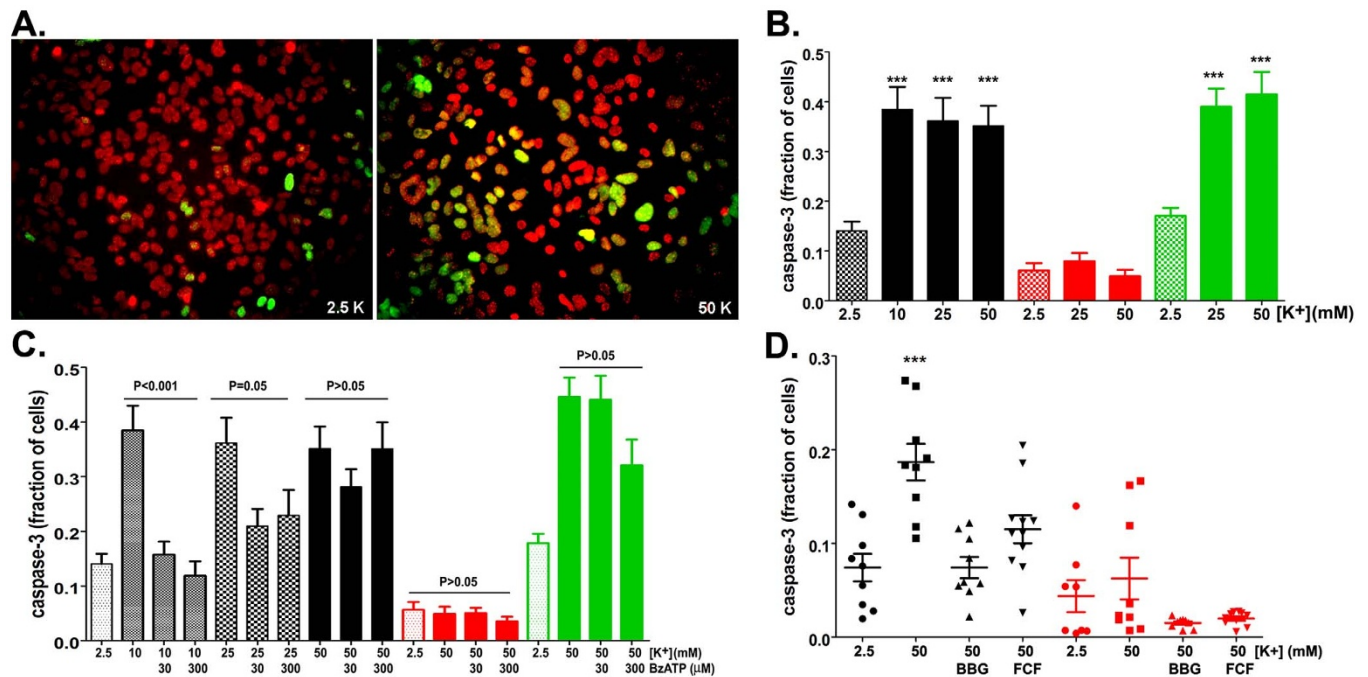 A.
2.5 K
50 K
B.
caspase-3 (fraction of cells)
0.5
0.4
0.3
0.2
0.1
0.0
*** *** *** *** ***
2.5 10 25 50 2.5 25 50 2.5 25 50 [K+](mM)
C.
caspase-3 (fraction of cells)
0.5
0.4
0.3
0.2
0.1
0.0
P<0.001 P=0.05 P>0.05 P>0.05 P>0.05
2.5 10 10 10 25 25 25 50 50 50 2.5 50 50 50 2.5 50 50 50 [K+](mM)
30 300 30 300 30 300 30 300 30 300 BzATP (μM)
D.
caspase-3 (fraction of cells)
0.3
0.2
0.1
0.0
***
2.5 50 50 50 2.5 50 50 50 [K+] (mM)
BBG FCF BBG FCF